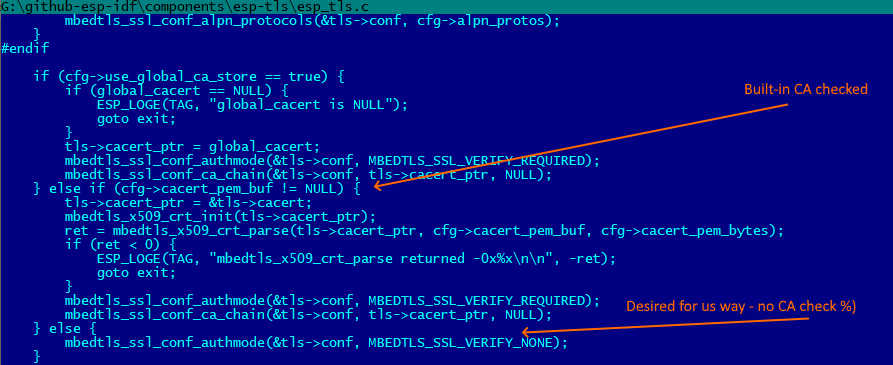 G:\github-esp-idf\components\esp-tls\esp_tls.c
        mbedtls_ssl_conf_alpn_protocols(&tls->conf, cfg->alpn_protos);
    }
#endif
    if (cfg->use_global_ca_store == true) {
        if (global_cacert == NULL) {
            ESP_LOGE(TAG, "global_cacert is NULL");
            goto exit;
        }
        tls->cacert_ptr = global_cacert;
        mbedtls_ssl_conf_authmode(&tls->conf, MBEDTLS_SSL_VERIFY_REQUIRED);
        mbedtls_ssl_conf_ca_chain(&tls->conf, tls->cacert_ptr, NULL);
    } else if (cfg->cacert_pem_buf != NULL) {
        tls->cacert_ptr = &tls->cacert;
        mbedtls_x509_crt_init(tls->cacert_ptr);
        ret = mbedtls_x509_crt_parse(tls->cacert_ptr, cfg->cacert_pem_buf, cfg->cacert_pem_bytes);
        if (ret < 0) {
            ESP_LOGE(TAG, "mbedtls_x509_crt_parse returned -0x%x\n\n", -ret);
            goto exit;
        }
        mbedtls_ssl_conf_authmode(&tls->conf, MBEDTLS_SSL_VERIFY_REQUIRED);
        mbedtls_ssl_conf_ca_chain(&tls->conf, tls->cacert_ptr, NULL);
    } else {
        mbedtls_ssl_conf_authmode(&tls->conf, MBEDTLS_SSL_VERIFY_NONE);
    }
Built-in CA checked
Desired for us way - no CA check %)